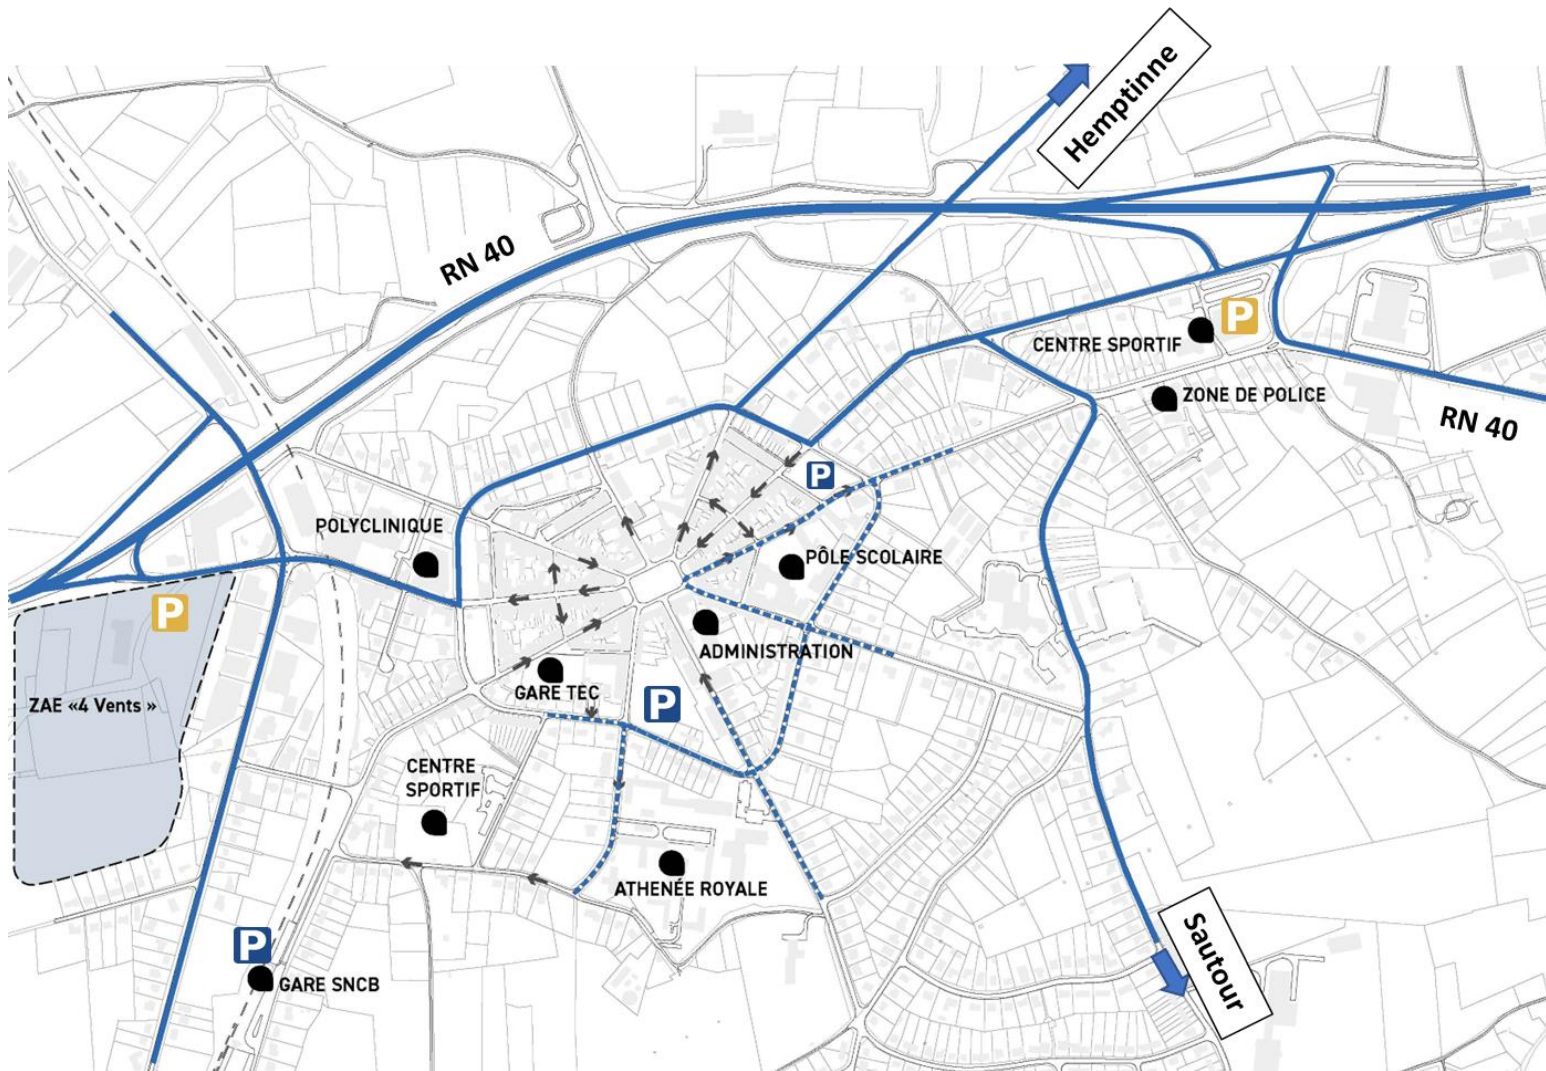 Hemptinne
RN 40
P
CENTRE SPORTIF
ZONE DE POLICE
RN 40
P
POLYCLINIQUE
PÔLE SCOLAIRE
P
ADMINISTRATION
GARE TEC
P
ZAE «4 Vents »
CENTRE
SPORTIF
ATHENÉE ROYALE
P
GARE SNCB
Sautour